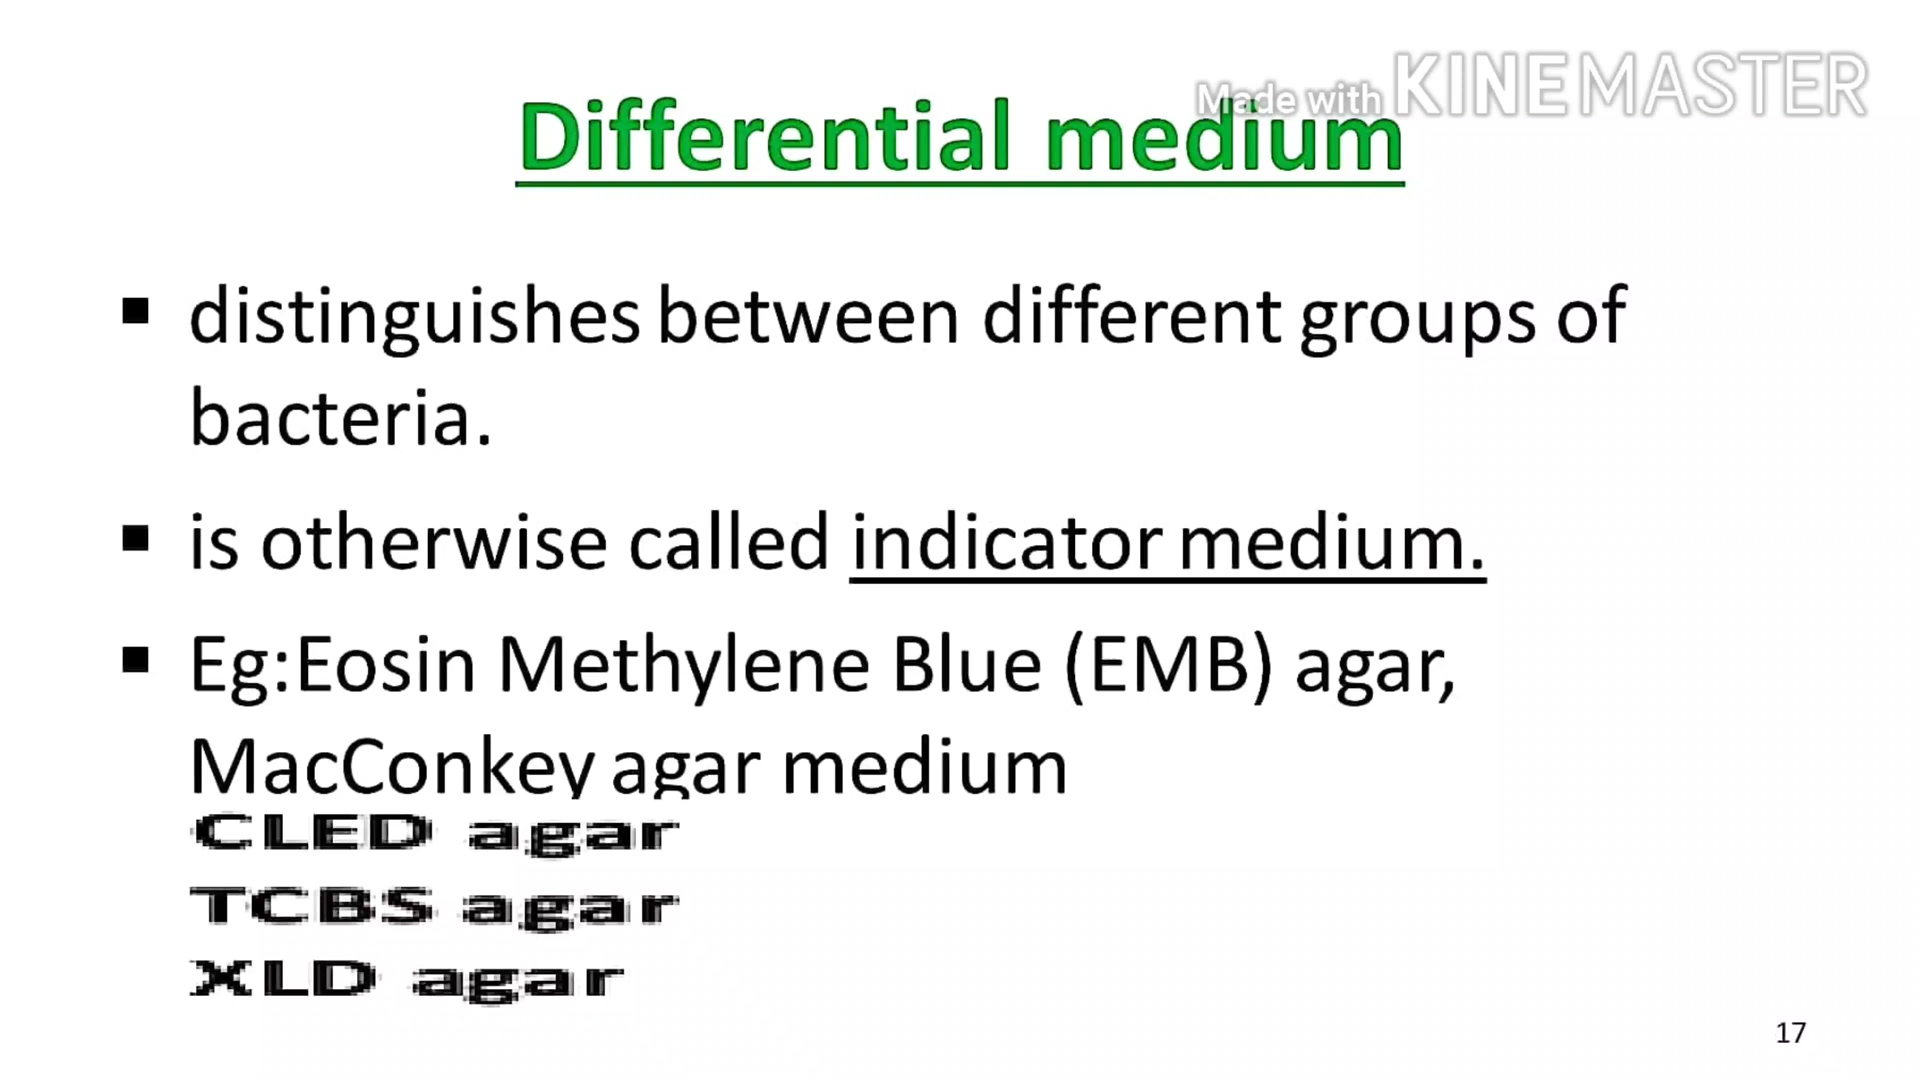 Made with KINEMASTER
Differential medium
▪ distinguishes between different groups of
bacteria.
▪ is otherwise called indicator medium.
▪ Eg:Eosin Methylene Blue (EMB) agar,
MacConkey agar medium
CLED agar
TCBS agar
XLD agar
17